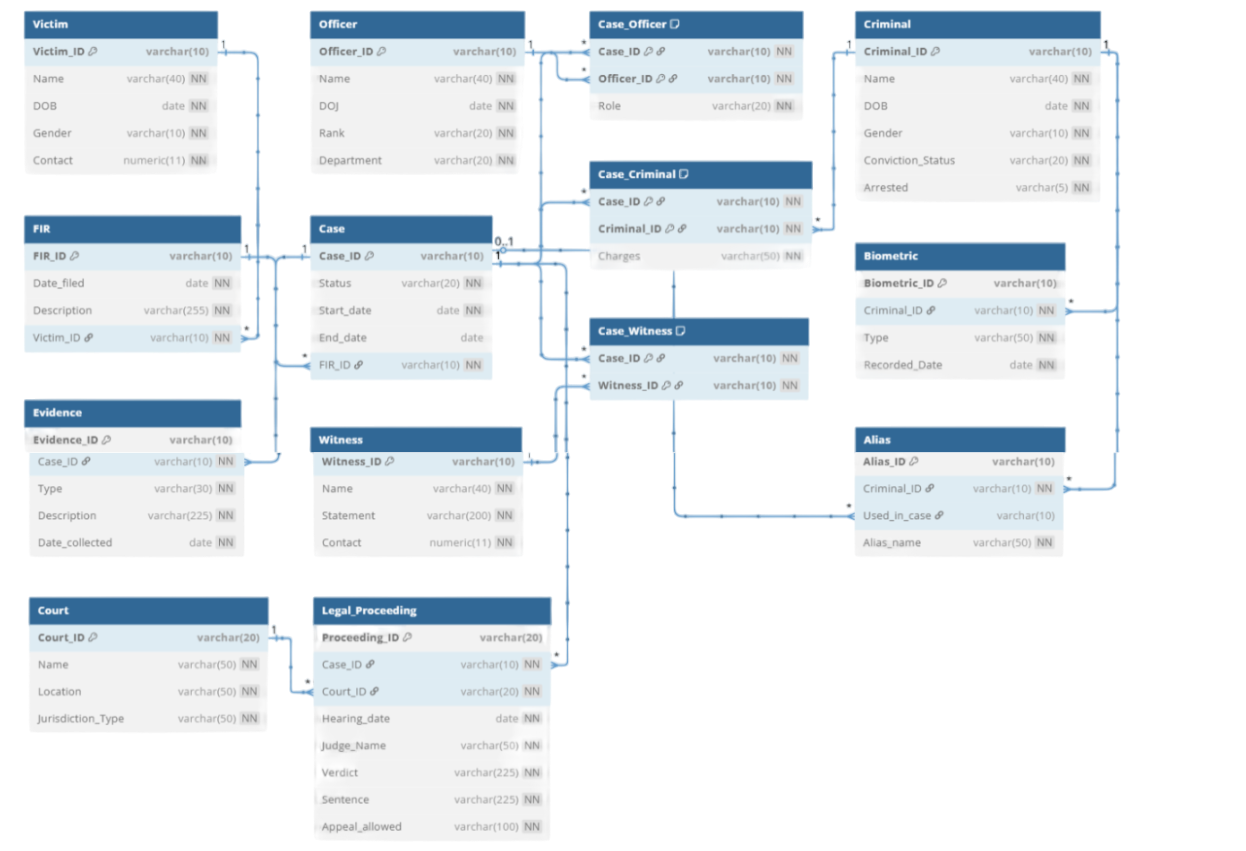 Victim
Victim_ID varchar(10)
Name varchar(40) NN
DOB date NN
Gender varchar(10) NN
Contact numeric(11) NN
1
Officer
Officer_ID varchar(10)
Name varchar(40) NN
DOJ date NN
Rank varchar(20) NN
Department varchar(20) NN
1
Case_Officer
* Case_ID varchar(10) NN
* Officer_ID varchar(10) NN
Role varchar(20) NN
Criminal
1 Criminal_ID varchar(10) 1
Name varchar(40) NN
DOB date NN
Gender varchar(10) NN
Conviction_Status varchar(20) NN
Arrested varchar(5) NN
Case_Criminal
* Case_ID varchar(10) NN
Criminal_ID varchar(10) NN *
Charges varchar(50) NN
FIR
FIR_ID varchar(10) 1
Date_filed date NN
Description varchar(255) NN
Victim_ID varchar(10) NN *
Case
1 Case_ID varchar(10) 0..1
1
Status varchar(20) NN
Start_date date NN
End_date date
* FIR_ID varchar(10) NN
Biometric
Biometric_ID varchar(10)
Criminal_ID varchar(10) NN *
Type varchar(50) NN
Recorded_Date date NN
Case_Witness
* Case_ID varchar(10) NN
* Witness_ID varchar(10) NN
Evidence
Evidence_ID varchar(10)
Case_ID varchar(10) NN
Type varchar(30) NN
Description varchar(225) NN
Date_collected date NN
Witness
Witness_ID varchar(10) 1
Name varchar(40) NN
Statement varchar(200) NN
Contact numeric(11) NN
Alias
Alias_ID varchar(10)
Criminal_ID varchar(10) NN *
* Used_in_case varchar(10)
Alias_name varchar(50) NN
Court
Court_ID varchar(20) 1
Name varchar(50) NN
Location varchar(50) NN
Jurisdiction_Type varchar(50) NN
Legal_Proceeding
Proceeding_ID varchar(20)
Case_ID varchar(10) NN *
* Court_ID varchar(20) NN
Hearing_date date NN
Judge_Name varchar(50) NN
Verdict varchar(225) NN
Sentence varchar(225) NN
Appeal_allowed varchar(100) NN